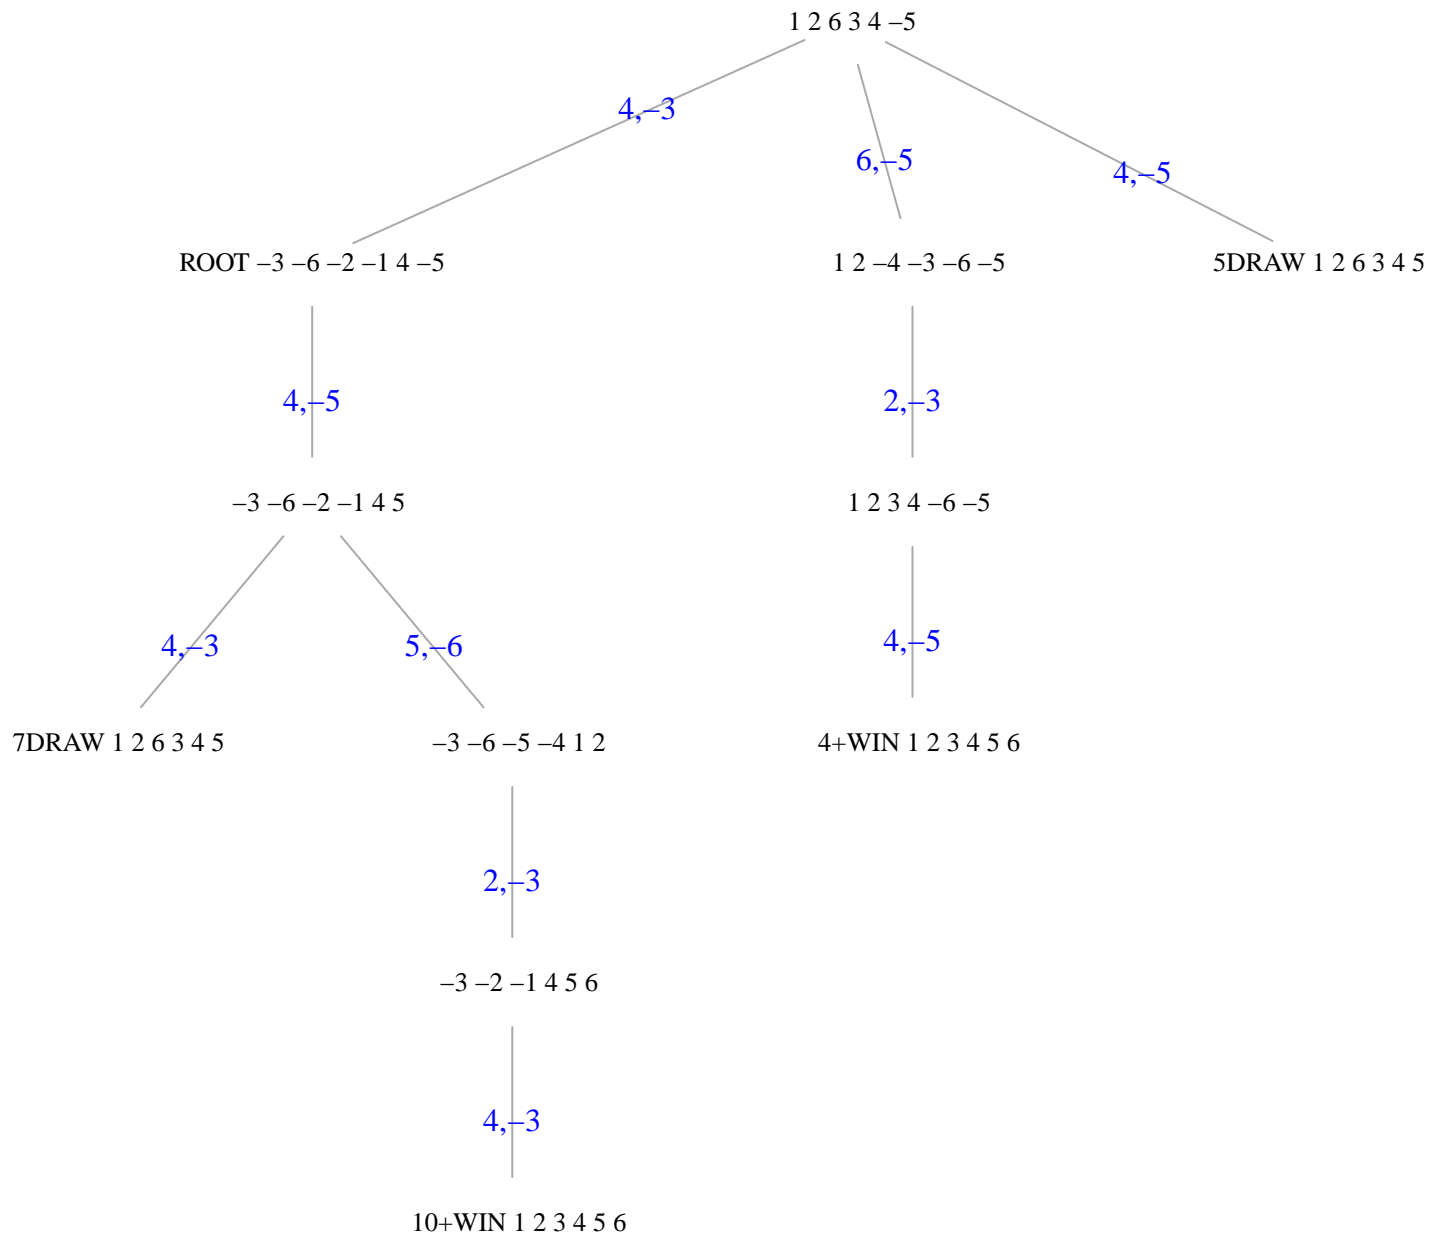 1 2 6 3 4 –5
4,–3
6,–5
4,–5
ROOT –3 –6 –2 –1 4 –5
1 2 –4 –3 –6 –5
5DRAW 1 2 6 3 4 5
4,–5
2,–3
–3 –6 –2 –1 4 5
1 2 3 4 –6 –5
4,–3
5,–6
4,–5
7DRAW 1 2 6 3 4 5
–3 –6 –5 –4 1 2
4+WIN 1 2 3 4 5 6
2,–3
–3 –2 –1 4 5 6
4,–3
10+WIN 1 2 3 4 5 6